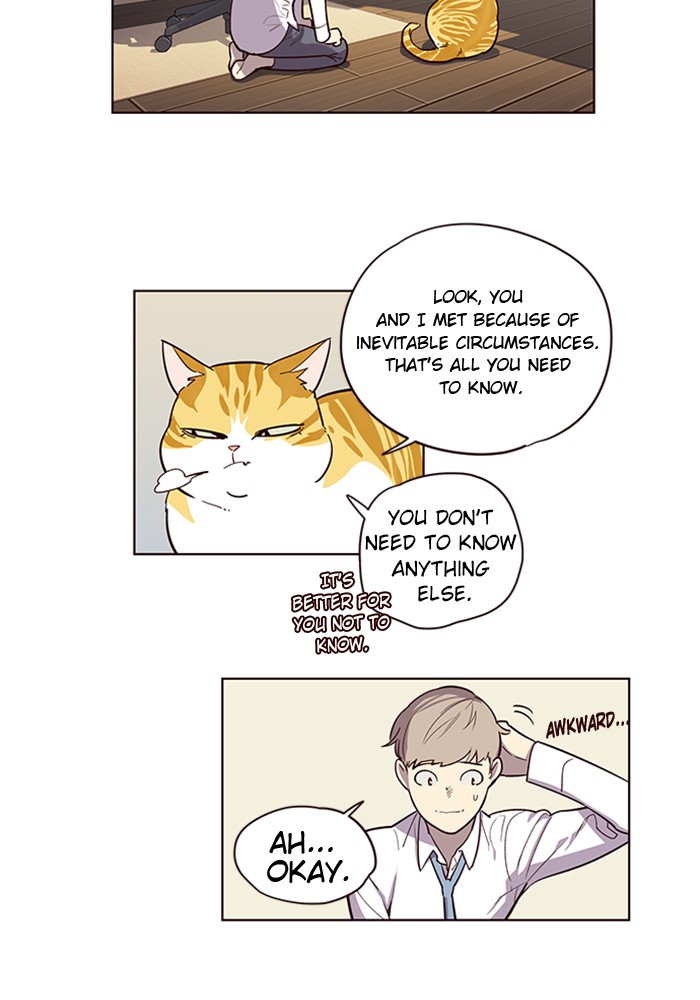 LOOK, YOU
AND I MET BECAUSE OF
INEVITABLE CIRCUMSTANCES.
THAT'S ALL YOU NEED
TO KNOW.
YOU DON'T
NEED TO KNOW
ANYTHING
ELSE.
IT'S
BETTER FOR
YOU NOT TO
KNOW.
AWKWARD...
AH...
OKAY.